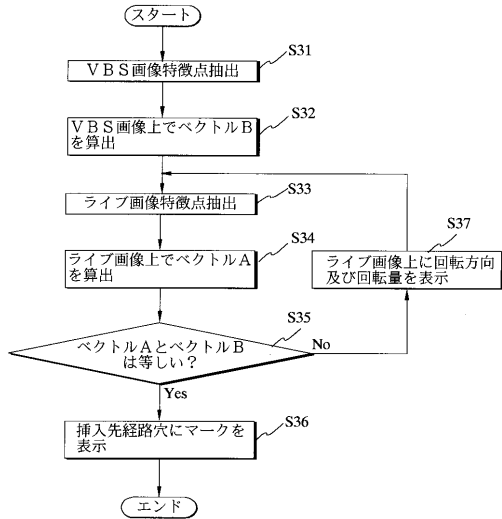 スタート
S31
VBS画像特徴点抽出
S32
VBS画像上でベクトルB
を算出
S33
ライブ画像特徴点抽出
S34
ライブ画像上でベクトルA
を算出
S37
ライブ画像上に回転方向
及び回転量を表示
S35
ベクトルAとベクトルB
は等しい？
No
Yes
S36
挿入先経路穴にマークを
表示
エンド